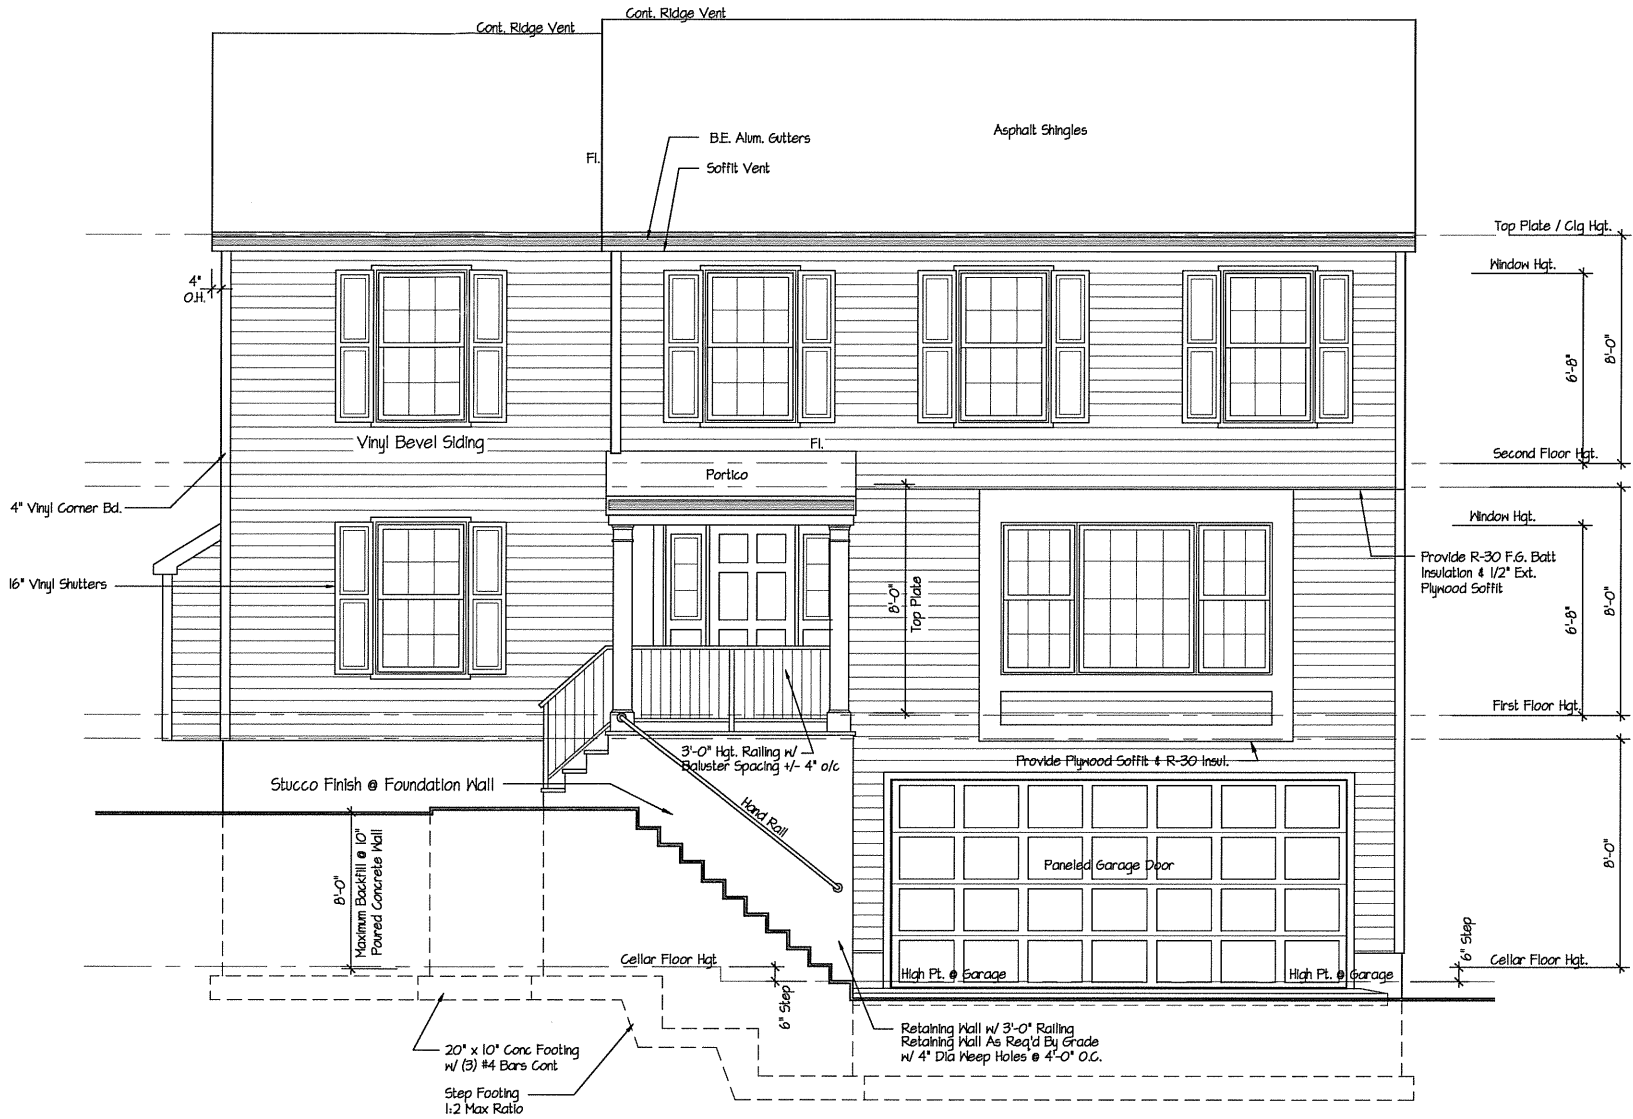 Cont. Ridge Vent
Cont. Ridge Vent
Asphalt Shingles
B.E. Alum. Gutters
Fl.
Soffit Vent
Top Plate / Clg Hgt.
Window Hgt.
4"
O.H.
6'-8"
8'-0"
Vinyl Bevel Siding
Fl.
Second Floor Hgt.
Portico
4" Vinyl Corner Bd.
Window Hgt.
Provide R-30 F.G. Batt
Insulation & 1/2" Ext.
Plywood Soffit
16" Vinyl Shutters
8'-0"
Top Plate
6'-8"
8'-0"
First Floor Hgt.
3'-0" Hgt. Railing w/
Baluster Spacing +/- 4" o/c
Provide Plywood Soffit & R-30 Insul.
Stucco Finish @ Foundation Wall
Hand Rail
Paneled Garage Door
8'-0"
8'-0"
Maximum Backfill @ 10"
Poured Concrete Wall
6" Step
Cellar Floor Hgt
High Pt. @ Garage
High Pt. @ Garage
Cellar Floor Hgt.
6" Step
Retaining Wall w/ 3'-0" Railing
Retaining Wall As Req'd By Grade
w/ 4" Dia Weep Holes @ 4'-0" O.C.
20" x 10" Conc Footing
w/ (3) #4 Bars Cont
Step Footing
1:2 Max Ratio